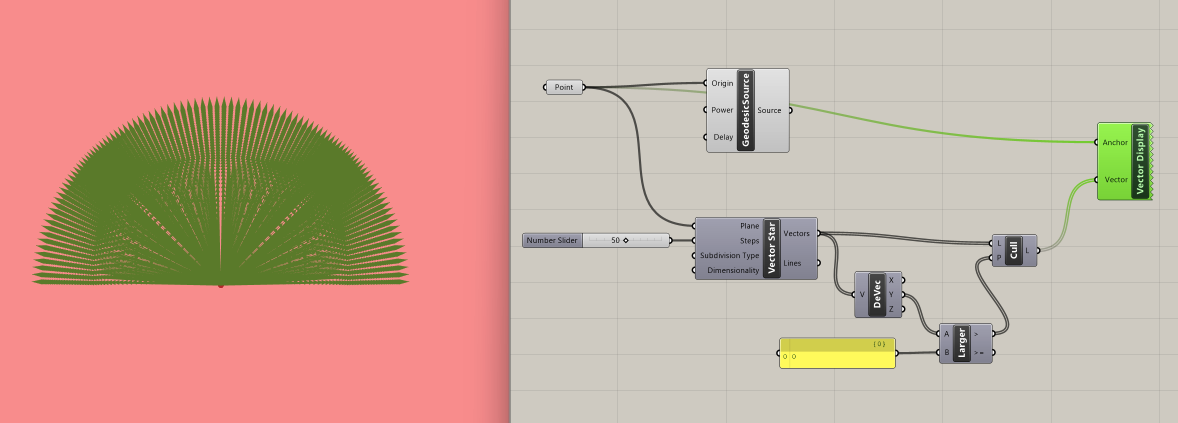 Point
Origin
Power
Delay
GeodesicSource
Source
Anchor
Vector
Vector Display
Number Slider
50
Plane
Steps
Subdivision Type
Dimensionality
Vector Star
Vectors
Lines
L
P
Cull
L
V
DeVec
X
Y
Z
{0}
0 0
A
B
Larger
>
>=